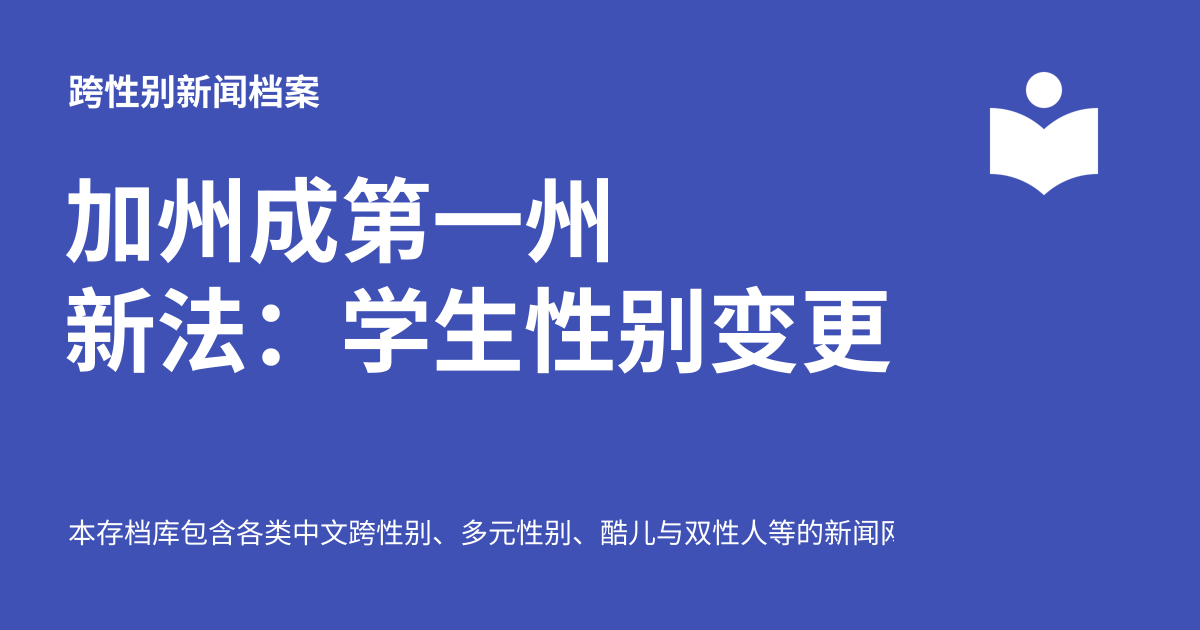 跨性别新闻档案
加州成第一州
新法：学生性别变更
本存档库包含各类中文跨性别、多元性别、酷儿与双性人等的新闻